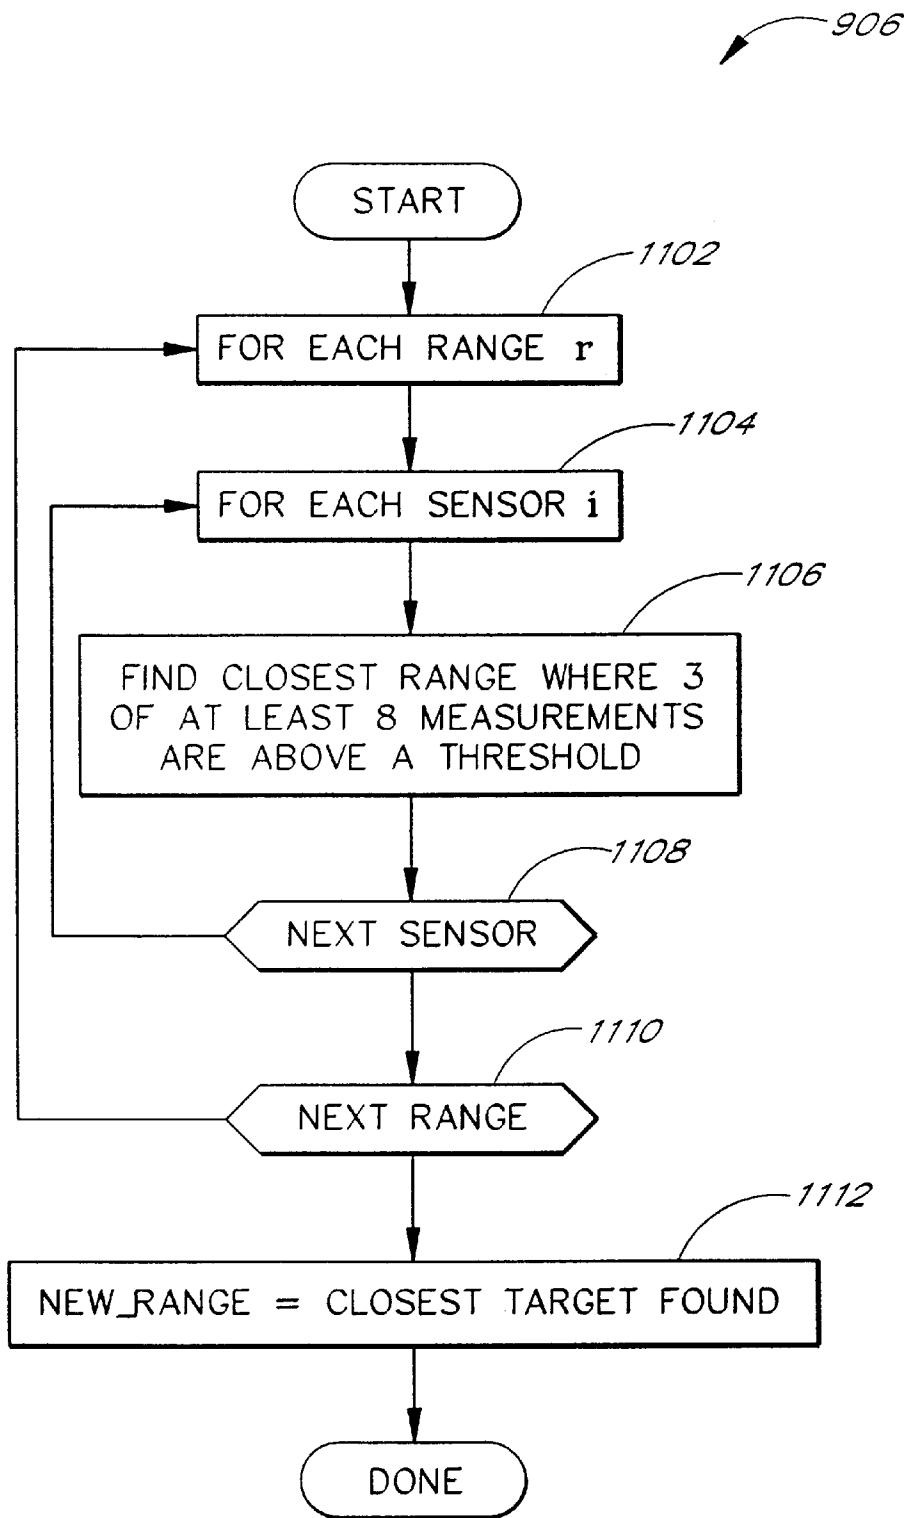 906
START
1102
FOR EACH RANGE r
1104
FOR EACH SENSOR i
1106
FIND CLOSEST RANGE WHERE 3
OF AT LEAST 8 MEASUREMENTS
ARE ABOVE A THRESHOLD
1108
NEXT SENSOR
1110
NEXT RANGE
1112
NEW_RANGE = CLOSEST TARGET FOUND
DONE